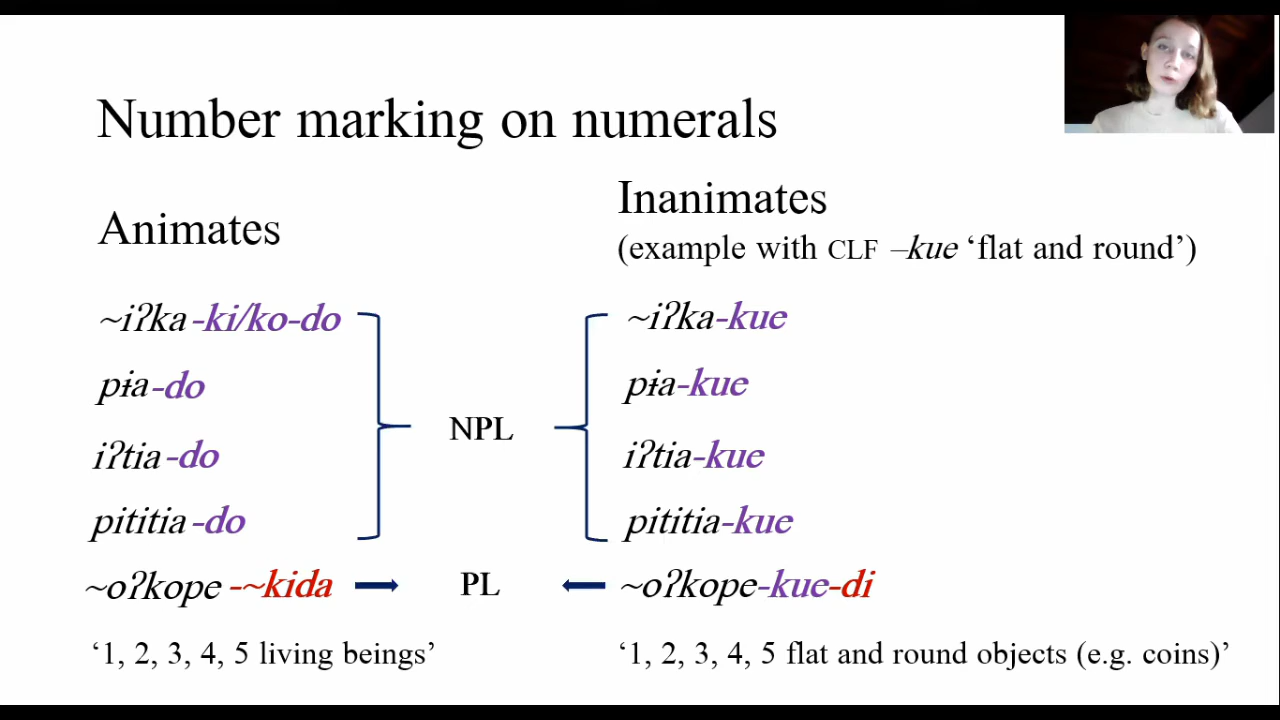 Number marking on numerals
Animates
Inanimates
(example with CLF –kue ‘flat and round’)
~iʔka -ki/ko-do
~iʔka-kue
pɨa-do
pɨa-kue
NPL
iʔtia -do
iʔtia-kue
pititia -do
pititia-kue
~oʔkope -~kida
PL
~oʔkope-kue-di
‘1, 2, 3, 4, 5 living beings’
‘1, 2, 3, 4, 5 flat and round objects (e.g. coins)’